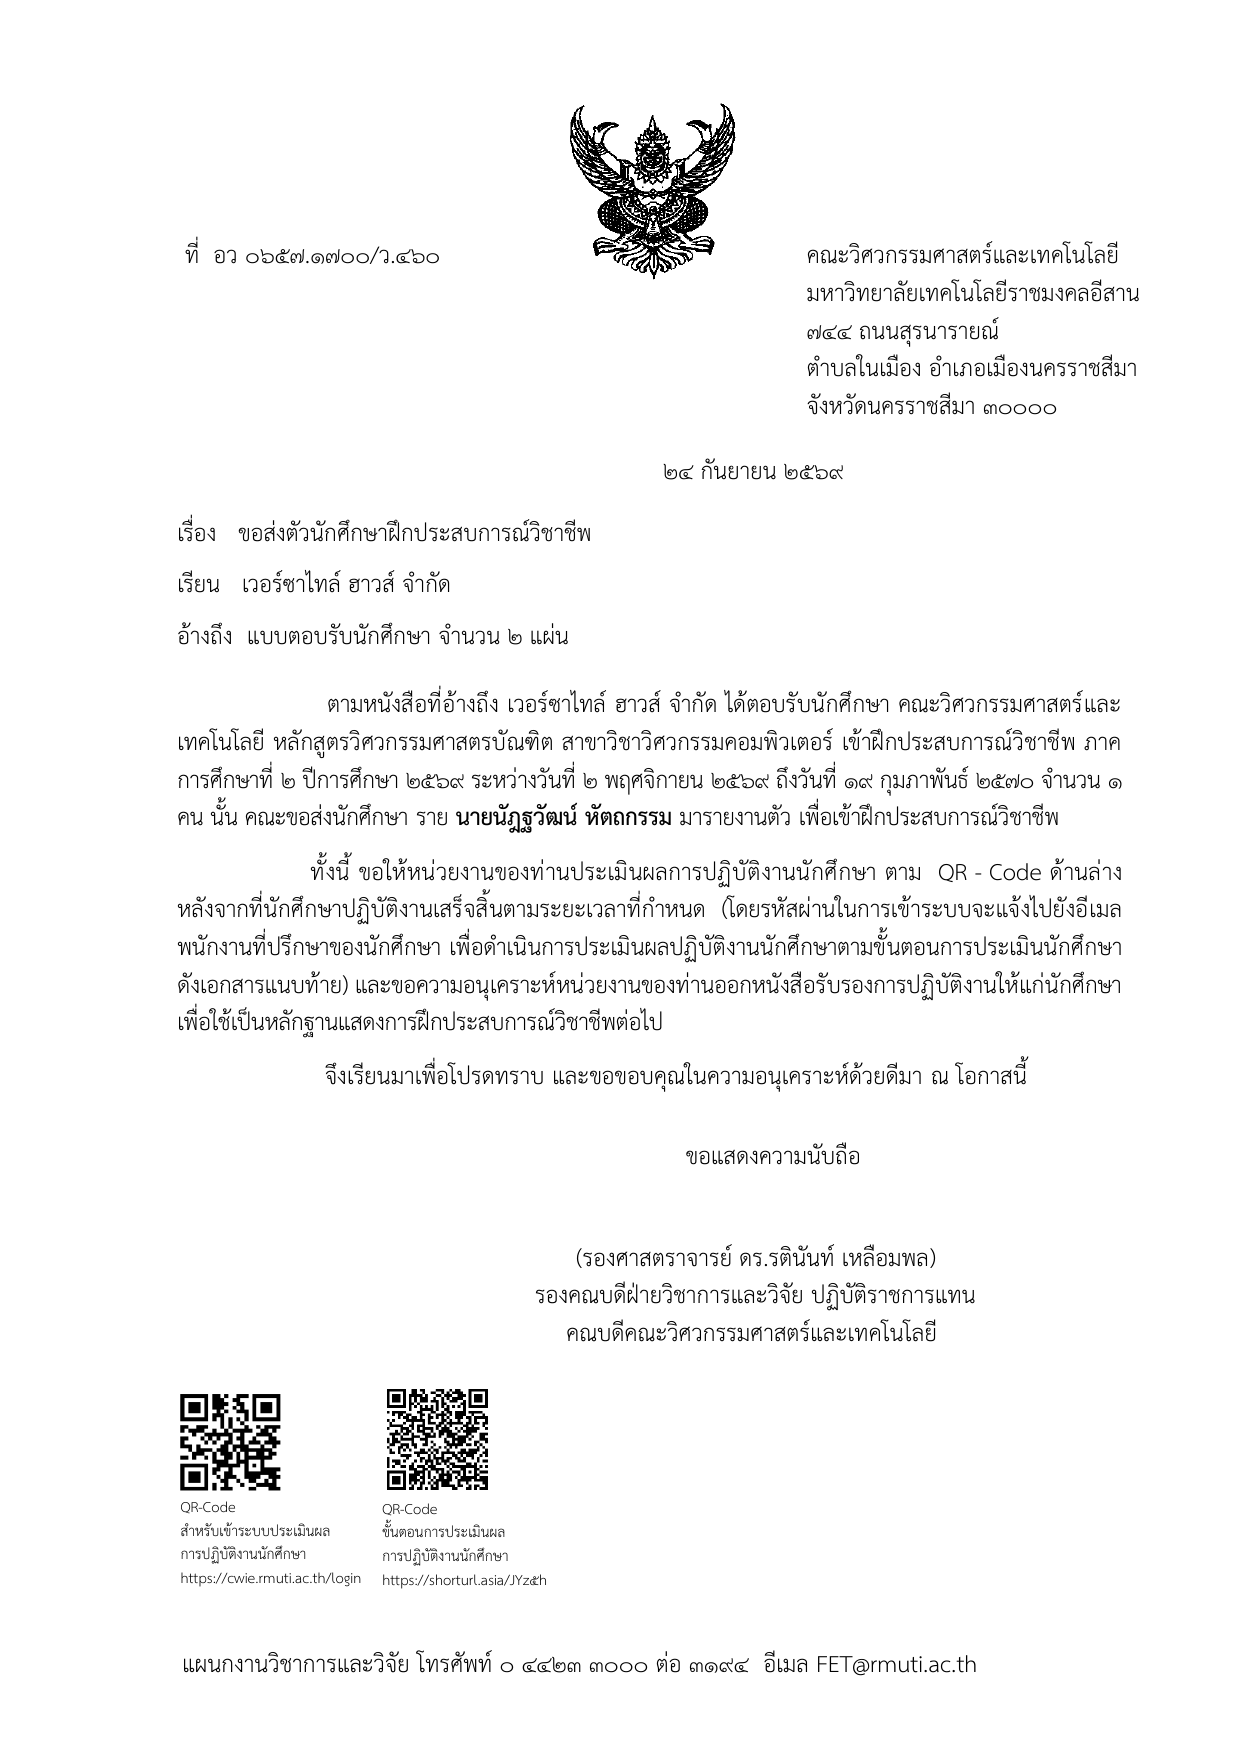 ที่ อว ๐๖๕๗.๑๗๐๐/ว.๔๖๐
คณะวิศวกรรมศาสตร์และเทคโนโลยี
มหาวิทยาลัยเทคโนโลยีราชมงคลอีสาน
๗๔๔ ถนนสุรนารายณ์
ตำบลในเมือง อำเภอเมืองนครราชสีมา
จังหวัดนครราชสีมา ๓๐๐๐๐
๒๔ กันยายน ๒๕๖๙
เรื่อง ขอส่งตัวนักศึกษาฝึกประสบการณ์วิชาชีพ
เรียน เวอร์ซาไทล์ ฮาวส์ จำกัด
อ้างถึง แบบตอบรับนักศึกษา จำนวน ๒ แผ่น
ตามหนังสือที่อ้างถึง เวอร์ซาไทล์ ฮาวส์ จำกัด ได้ตอบรับนักศึกษา คณะวิศวกรรมศาสตร์และ
เทคโนโลยี หลักสูตรวิศวกรรมศาสตรบัณฑิต สาขาวิชาวิศวกรรมคอมพิวเตอร์ เข้าฝึกประสบการณ์วิชาชีพ ภาค
การศึกษาที่ ๒ ปีการศึกษา ๒๕๖๙ ระหว่างวันที่ ๒ พฤศจิกายน ๒๕๖๙ ถึงวันที่ ๑๙ กุมภาพันธ์ ๒๕๗๐ จำนวน ๑
คน นั้น คณะขอส่งนักศึกษา ราย นายนัฎฐวัฒน์ หัตถกรรม มารายงานตัว เพื่อเข้าฝึกประสบการณ์วิชาชีพ
ทั้งนี้ ขอให้หน่วยงานของท่านประเมินผลการปฏิบัติงานนักศึกษา ตาม QR - Code ด้านล่าง
หลังจากที่นักศึกษาปฏิบัติงานเสร็จสิ้นตามระยะเวลาที่กำหนด (โดยรหัสผ่านในการเข้าระบบจะแจ้งไปยังอีเมล
พนักงานที่ปรึกษาของนักศึกษา เพื่อดำเนินการประเมินผลปฏิบัติงานนักศึกษาตามขั้นตอนการประเมินนักศึกษา
ดังเอกสารแนบท้าย) และขอความอนุเคราะห์หน่วยงานของท่านออกหนังสือรับรองการปฏิบัติงานให้แก่นักศึกษา
เพื่อใช้เป็นหลักฐานแสดงการฝึกประสบการณ์วิชาชีพต่อไป
จึงเรียนมาเพื่อโปรดทราบ และขอขอบคุณในความอนุเคราะห์ด้วยดีมา ณ โอกาสนี้
ขอแสดงความนับถือ
(รองศาสตราจารย์ ดร.รตินันท์ เหลือมพล)
รองคณบดีฝ่ายวิชาการและวิจัย ปฏิบัติราชการแทน
คณบดีคณะวิศวกรรมศาสตร์และเทคโนโลยี
QR-Code
สำหรับเข้าระบบประเมินผล
การปฏิบัติงานนักศึกษา
https://cwie.rmuti.ac.th/login
QR-Code
ขั้นตอนการประเมินผล
การปฏิบัติงานนักศึกษา
https://shorturl.asia/JYz๕h
แผนกงานวิชาการและวิจัย โทรศัพท์ ๐ ๔๔๒๓ ๓๐๐๐ ต่อ ๓๑๙๔ อีเมล FET@rmuti.ac.th